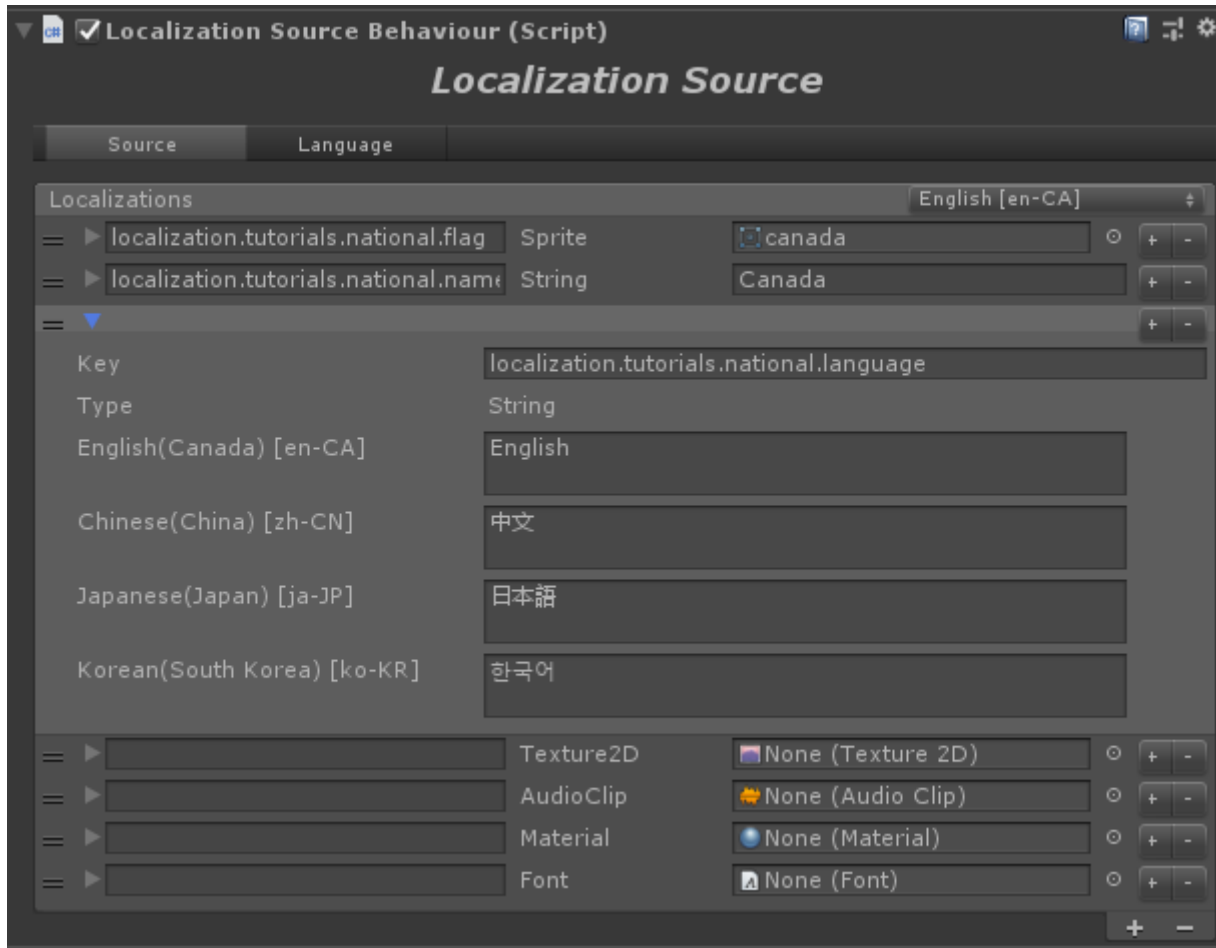 Localization Source Behaviour (Script)
Localization Source
Source Language
Localizations English [en-CA]
localization.tutorials.national.flag Sprite canada + -
localization.tutorials.national.name String Canada + -
+ -
Key localization.tutorials.national.language
Type String
English(Canada) [en-CA] English
Chinese(China) [zh-CN] 中文
Japanese(Japan) [ja-JP] 日本語
Korean(South Korea) [ko-KR] 한국어
Texture2D None (Texture 2D) + -
AudioClip None (Audio Clip) + -
Material None (Material) + -
Font None (Font) + -
+ -